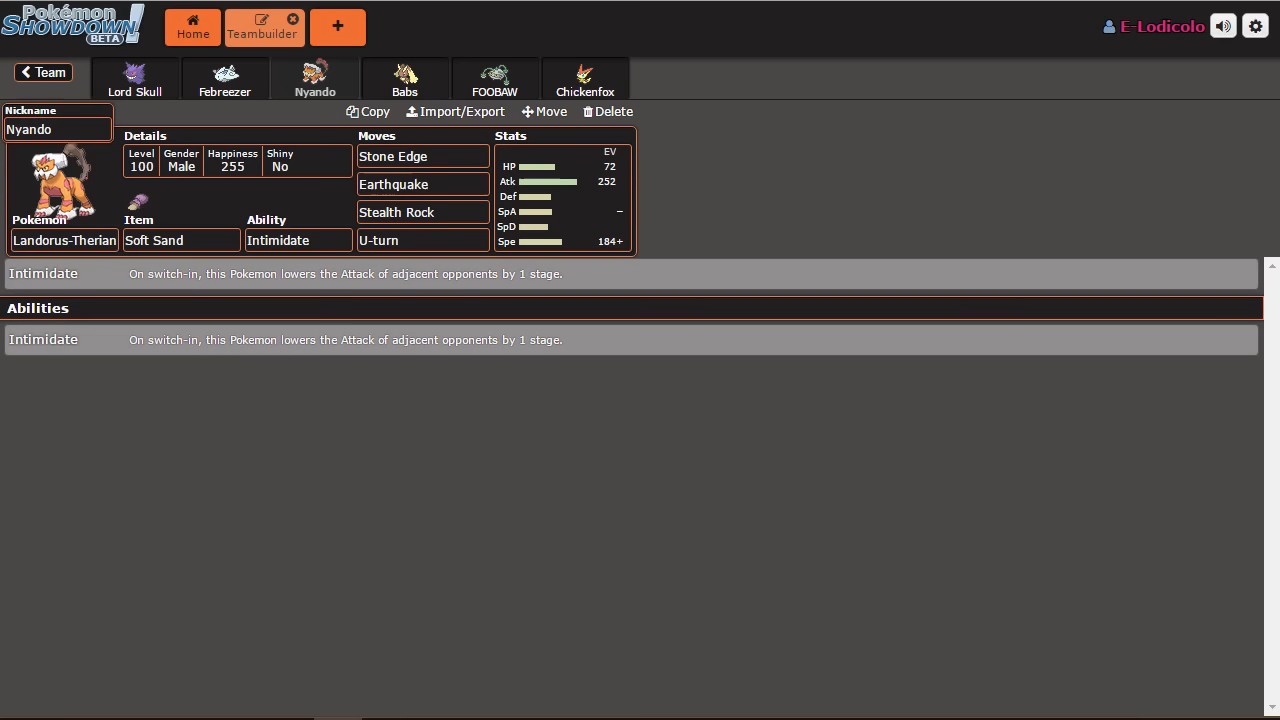 Pokémon
SHOWDOWN!
BETA
Home
Teambuilder
+
E-Lodicolo
Team
Lord Skull
Febreezer
Nyando
Babs
FOOBAW
Chickenfox
Copy
Import/Export
Move
Delete
Nickname
Nyando
Details
Moves
Stats
Level
Gender
Happiness
Shiny
100
Male
255
No
Stone Edge
Earthquake
Stealth Rock
U-turn
EV
HP 72
Atk 252
Def
SpA –
SpD
Spe 184+
Pokémon
Item
Ability
Landorus-Therian
Soft Sand
Intimidate
Intimidate On switch-in, this Pokemon lowers the Attack of adjacent opponents by 1 stage.
Abilities
Intimidate On switch-in, this Pokemon lowers the Attack of adjacent opponents by 1 stage.